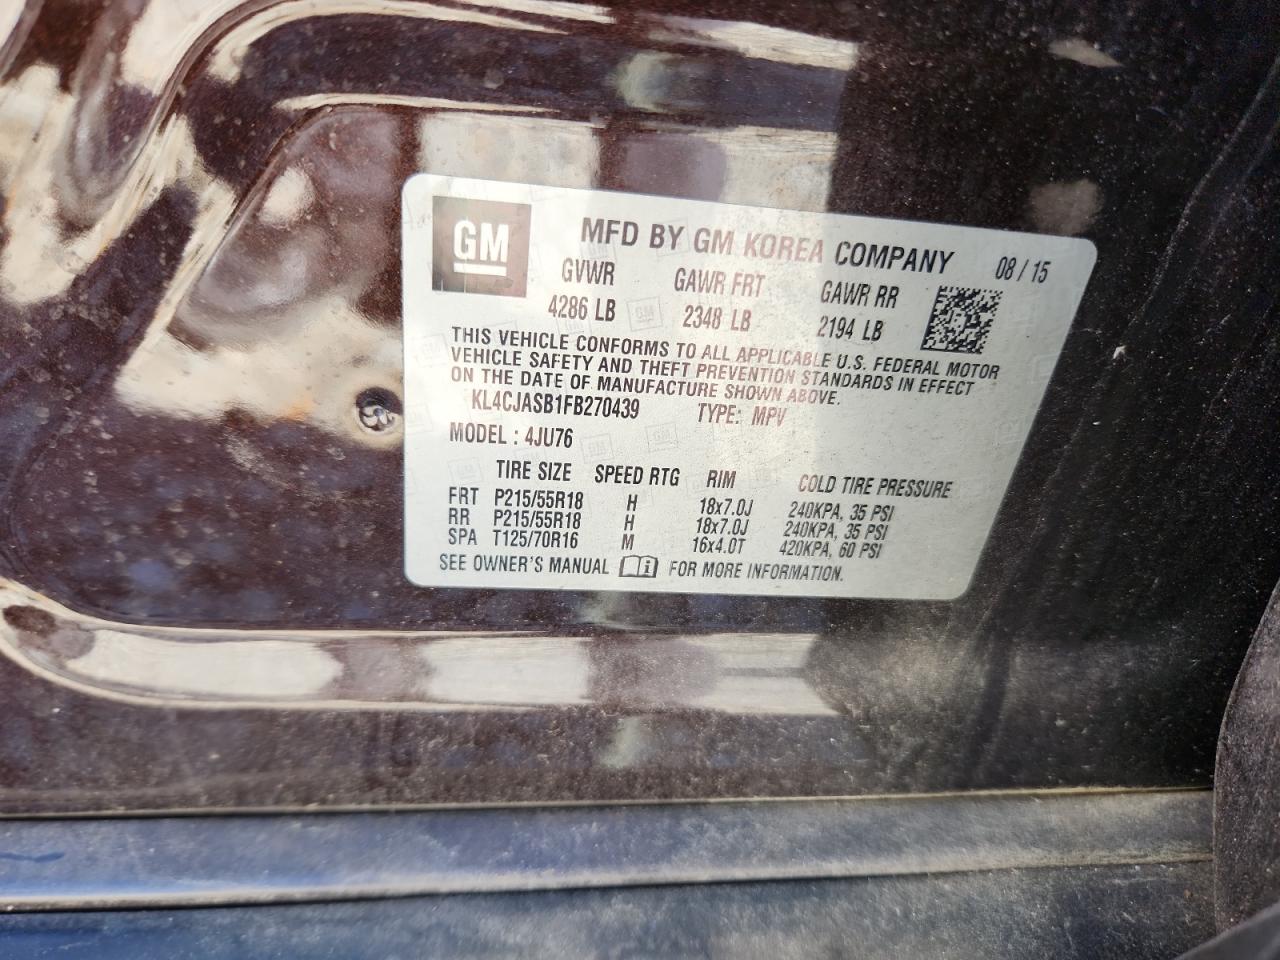 GM
MFD BY GM KOREA COMPANY 08 / 15
GVWR GAWR FRT GAWR RR
4286 LB 2348 LB 2194 LB
THIS VEHICLE CONFORMS TO ALL APPLICABLE U.S. FEDERAL MOTOR
VEHICLE SAFETY AND THEFT PREVENTION STANDARDS IN EFFECT
ON THE DATE OF MANUFACTURE SHOWN ABOVE.
KL4CJASB1FB270439 TYPE: MPV
MODEL : 4JU76
TIRE SIZE SPEED RTG RIM COLD TIRE PRESSURE
FRT P215/55R18 H 18x7.0J 240KPA, 35 PSI
RR P215/55R18 H 18x7.0J 240KPA, 35 PSI
SPA T125/70R16 M 16x4.0T 420KPA, 60 PSI
SEE OWNER'S MANUAL FOR MORE INFORMATION.